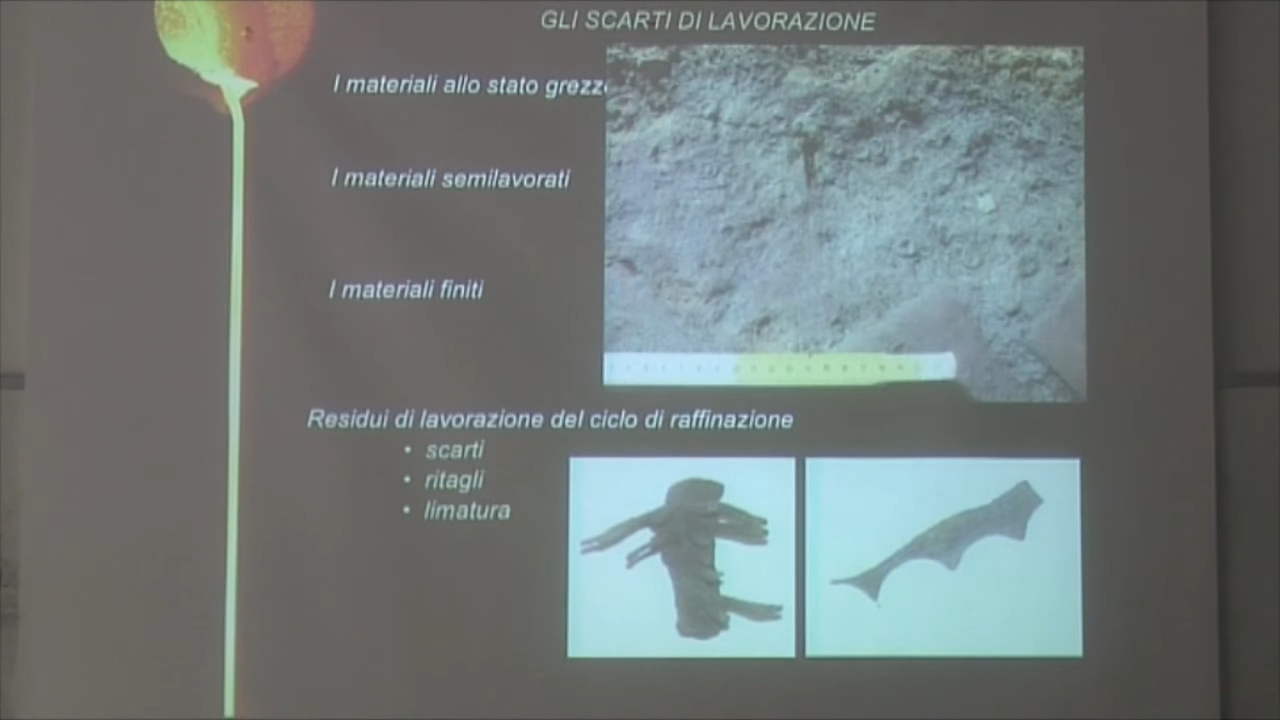 GLI SCARTI DI LAVORAZIONE
I materiali allo stato grezzo
I materiali semilavorati
I materiali finiti
Residui di lavorazione del ciclo di raffinazione
• scarti
• ritagli
• limatura